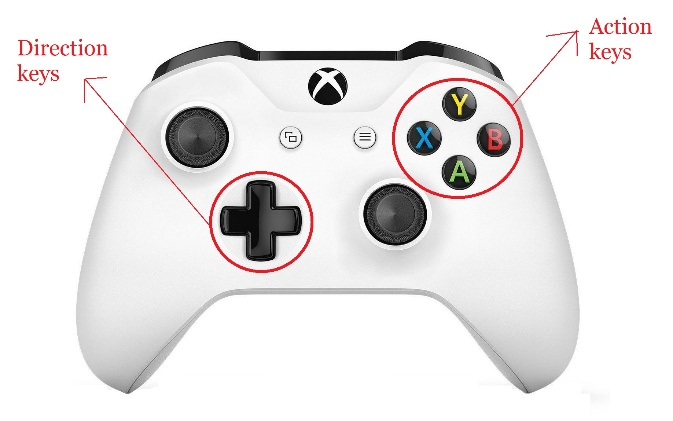 Direction
keys
Action
keys
Y
X
B
A